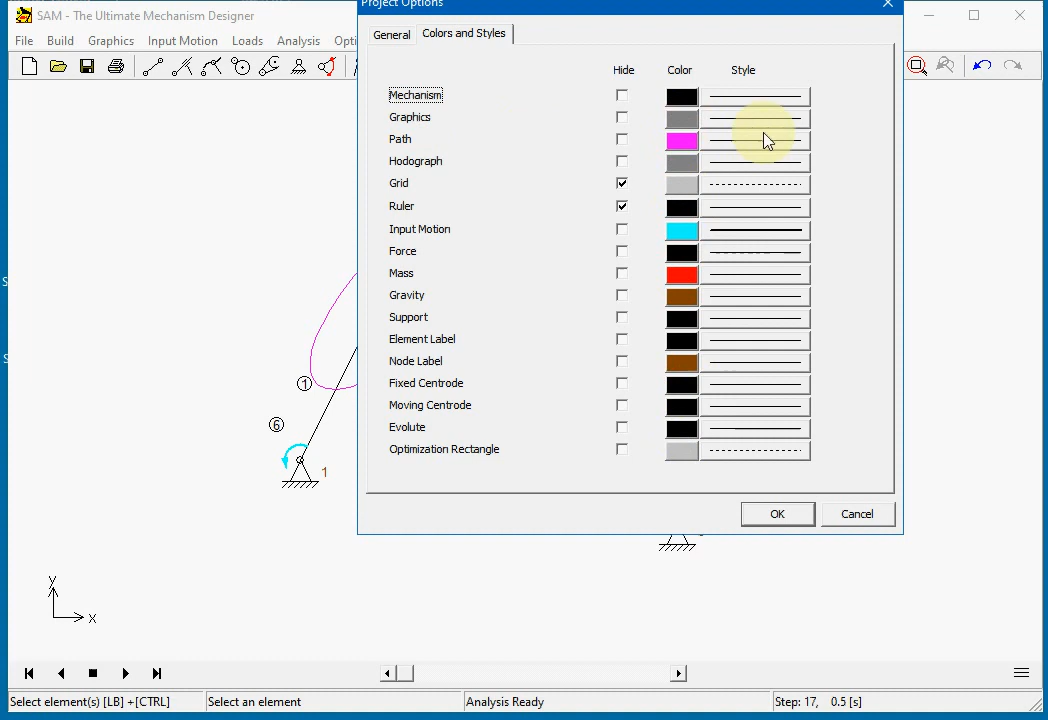 Project Options
SAM - The Ultimate Mechanism Designer
File Build Graphics Input Motion Loads Analysis
General Colors and Styles
Hide Color Style
Mechanism
Graphics
Path
Hodograph
Grid
Ruler
Input Motion
Force
Mass
Gravity
Support
Element Label
Node Label
Fixed Centrode
Moving Centrode
Evolute
Optimization Rectangle
OK Cancel
1
6
1
y
x
Select element(s) [LB] +[CTRL] Select an element Analysis Ready Step: 17, 0.5 [s]